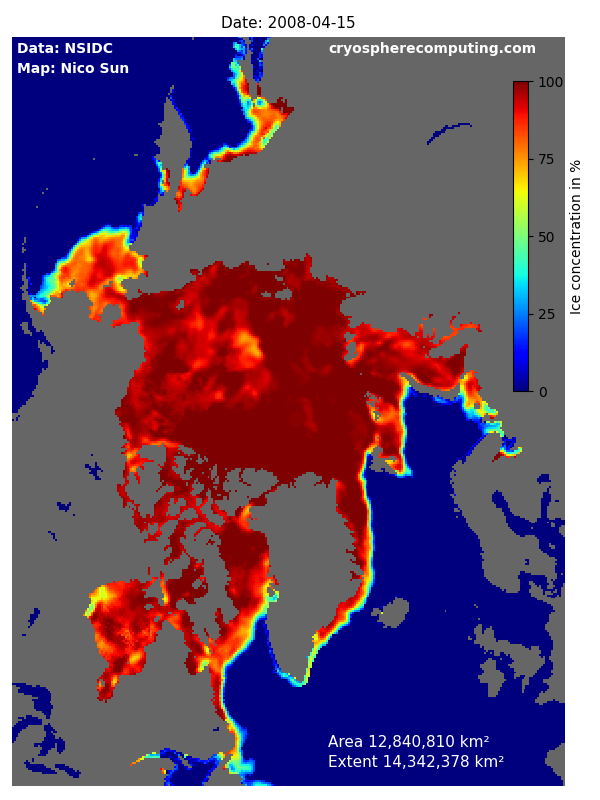 Date: 2008-04-15
Data: NSIDC
Map: Nico Sun
cryospherecomputing.com
100
75
50
25
0
Ice concentration in %
Area 12,840,810 km²
Extent 14,342,378 km²